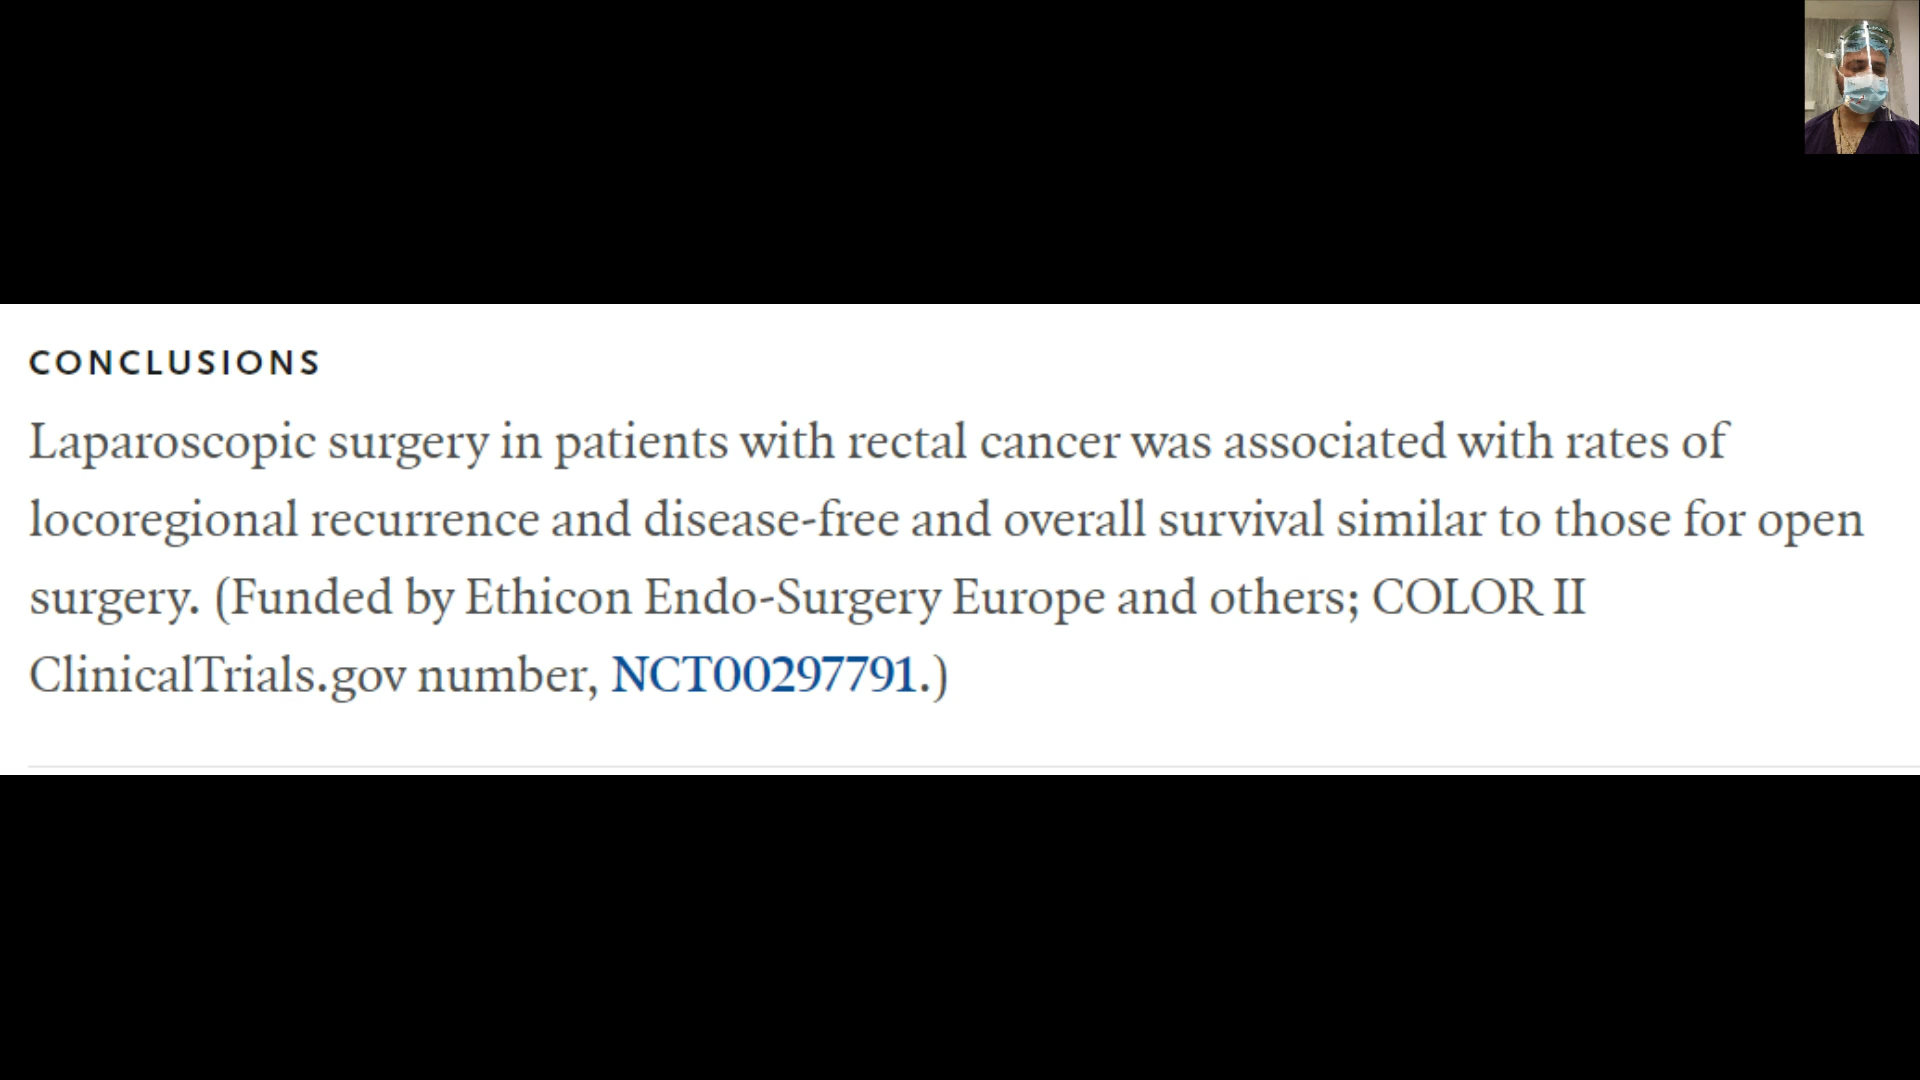 CONCLUSIONS
Laparoscopic surgery in patients with rectal cancer was associated with rates of
locoregional recurrence and disease-free and overall survival similar to those for open
surgery. (Funded by Ethicon Endo-Surgery Europe and others; COLOR II
ClinicalTrials.gov number, NCT00297791.)